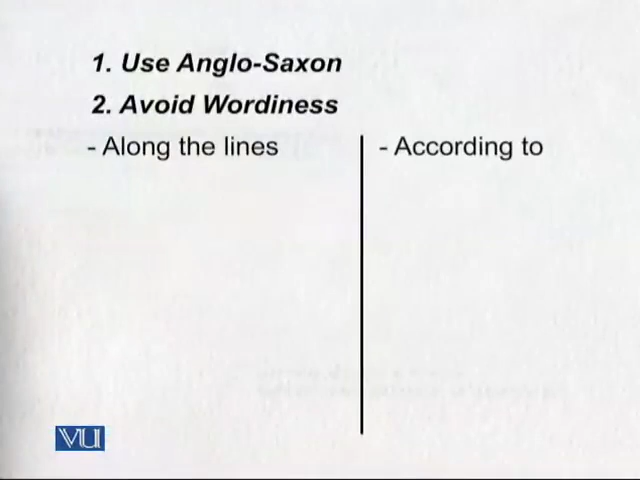 1. Use Anglo-Saxon
2. Avoid Wordiness
- Along the lines
- According to
VU